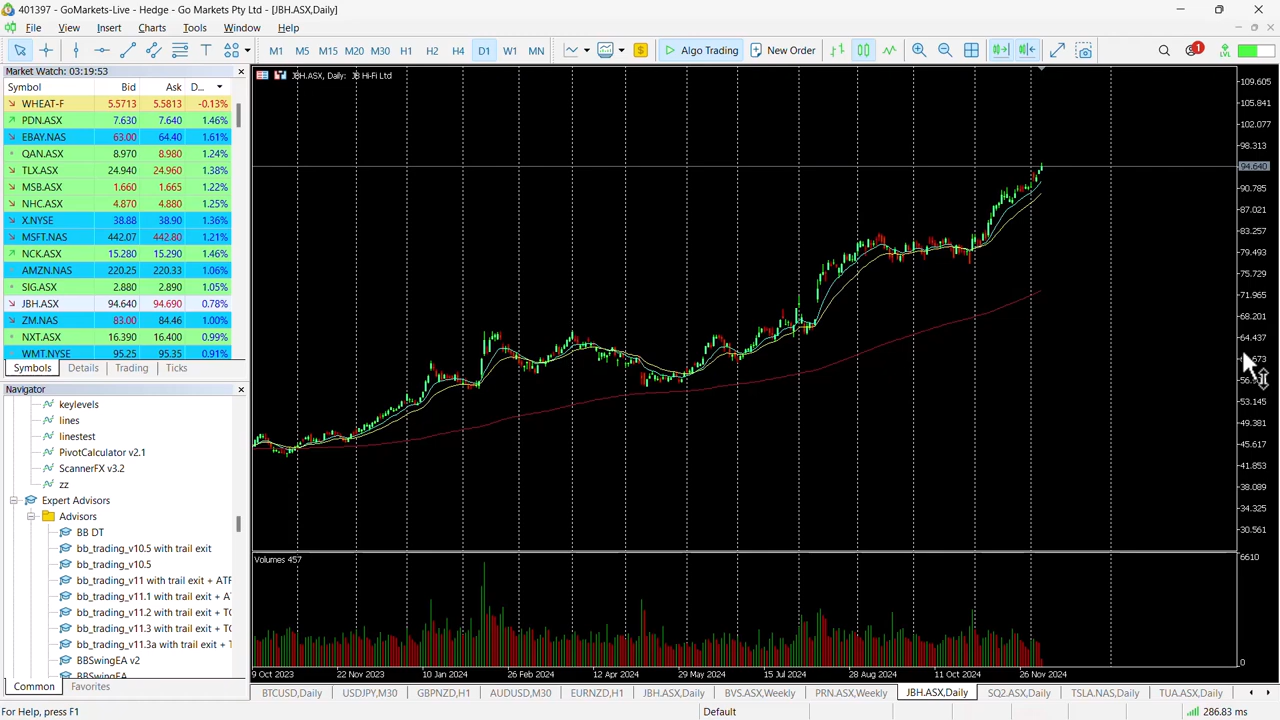 401397 - GoMarkets-Live - Hedge - Go Markets Pty Ltd - [JBH.ASX,Daily]
File View Insert Charts Tools Window Help
M1 M5 M15 M20 M30 H1 H2 H4 D1 W1 MN Algo Trading New Order 1
Market Watch: 03:19:53
Symbol Bid Ask D...
WHEAT-F 5.5713 5.5813 -0.13%
PDN.ASX 7.630 7.640 1.46%
EBAY.NAS 63.00 64.40 1.61%
QAN.ASX 8.970 8.980 1.24%
TLX.ASX 24.940 24.960 1.38%
MSB.ASX 1.660 1.665 1.22%
NHC.ASX 4.870 4.880 1.25%
X.NYSE 38.88 38.90 1.36%
MSFT.NAS 442.07 442.80 1.21%
NCK.ASX 15.280 15.290 1.46%
AMZN.NAS 220.25 220.33 1.06%
SIG.ASX 2.880 2.890 1.05%
JBH.ASX 94.640 94.690 0.78%
ZM.NAS 83.00 84.46 1.00%
NXT.ASX 16.390 16.400 0.99%
WMT.NYSE 95.25 95.35 0.91%
Symbols Details Trading Ticks
Navigator
keylevels
lines
linestest
PivotCalculator v2.1
ScannerFX v3.2
zz
Expert Advisors
Advisors
BB DT
bb_trading_v10.5 with trail exit
bb_trading_v10.5
bb_trading_v11 with trail exit + ATF
bb_trading_v11.1 with trail exit + A
bb_trading_v11.2 with trail exit + TC
bb_trading_v11.3 with trail exit + TC
bb_trading_v11.3a with trail exit + T
BBSwingEA v2
BBSwingEA
Common Favorites
JBH.ASX, Daily: JB Hi-Fi Ltd
109.605
105.841
102.077
98.313
94.640
90.785
87.021
83.257
79.493
75.729
71.965
68.201
64.437
53.145
49.381
45.617
41.853
38.089
34.325
30.561
Volumes 457
6610
0
9 Oct 2023 22 Nov 2023 10 Jan 2024 26 Feb 2024 12 Apr 2024 29 May 2024 15 Jul 2024 28 Aug 2024 11 Oct 2024 26 Nov 2024
BTCUSD,Daily USDJPY,M30 GBPNZD,H1 AUDUSD,M30 EURNZD,H1 JBH.ASX,Daily BVS.ASX,Weekly PRN.ASX,Weekly JBH.ASX,Daily SQ2.ASX,Daily TSLA.NAS,Daily TUA.ASX,Daily
For Help, press F1 Default 286.83 ms